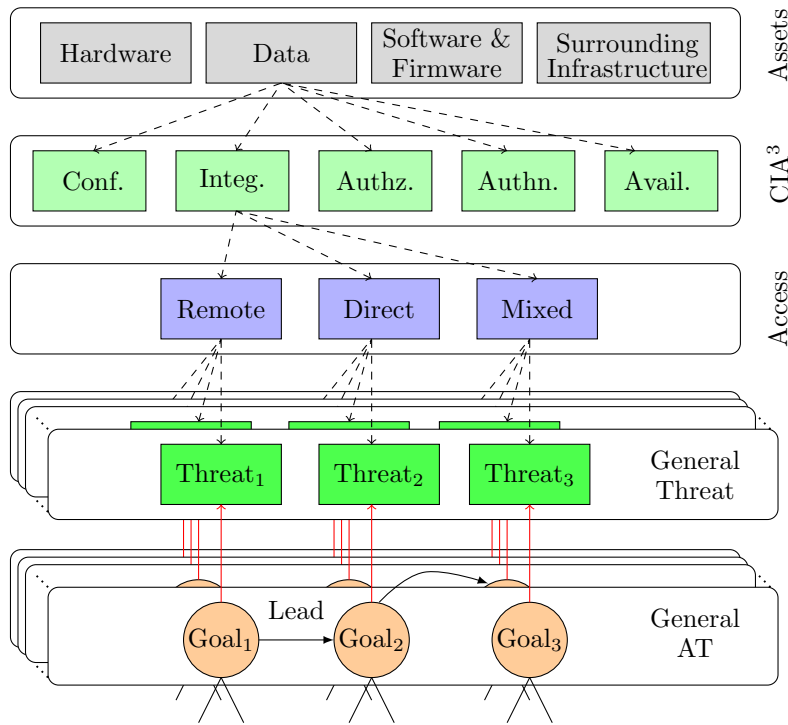 Hardware
Data
Software &
Firmware
Surrounding
Infrastructure
Assets
Conf.
Integ.
Authz.
Authn.
Avail.
CIA³
Remote
Direct
Mixed
Access
Threat₁
Threat₂
Threat₃
General
Threat
Lead
Goal₁
Goal₂
Goal₃
General
AT